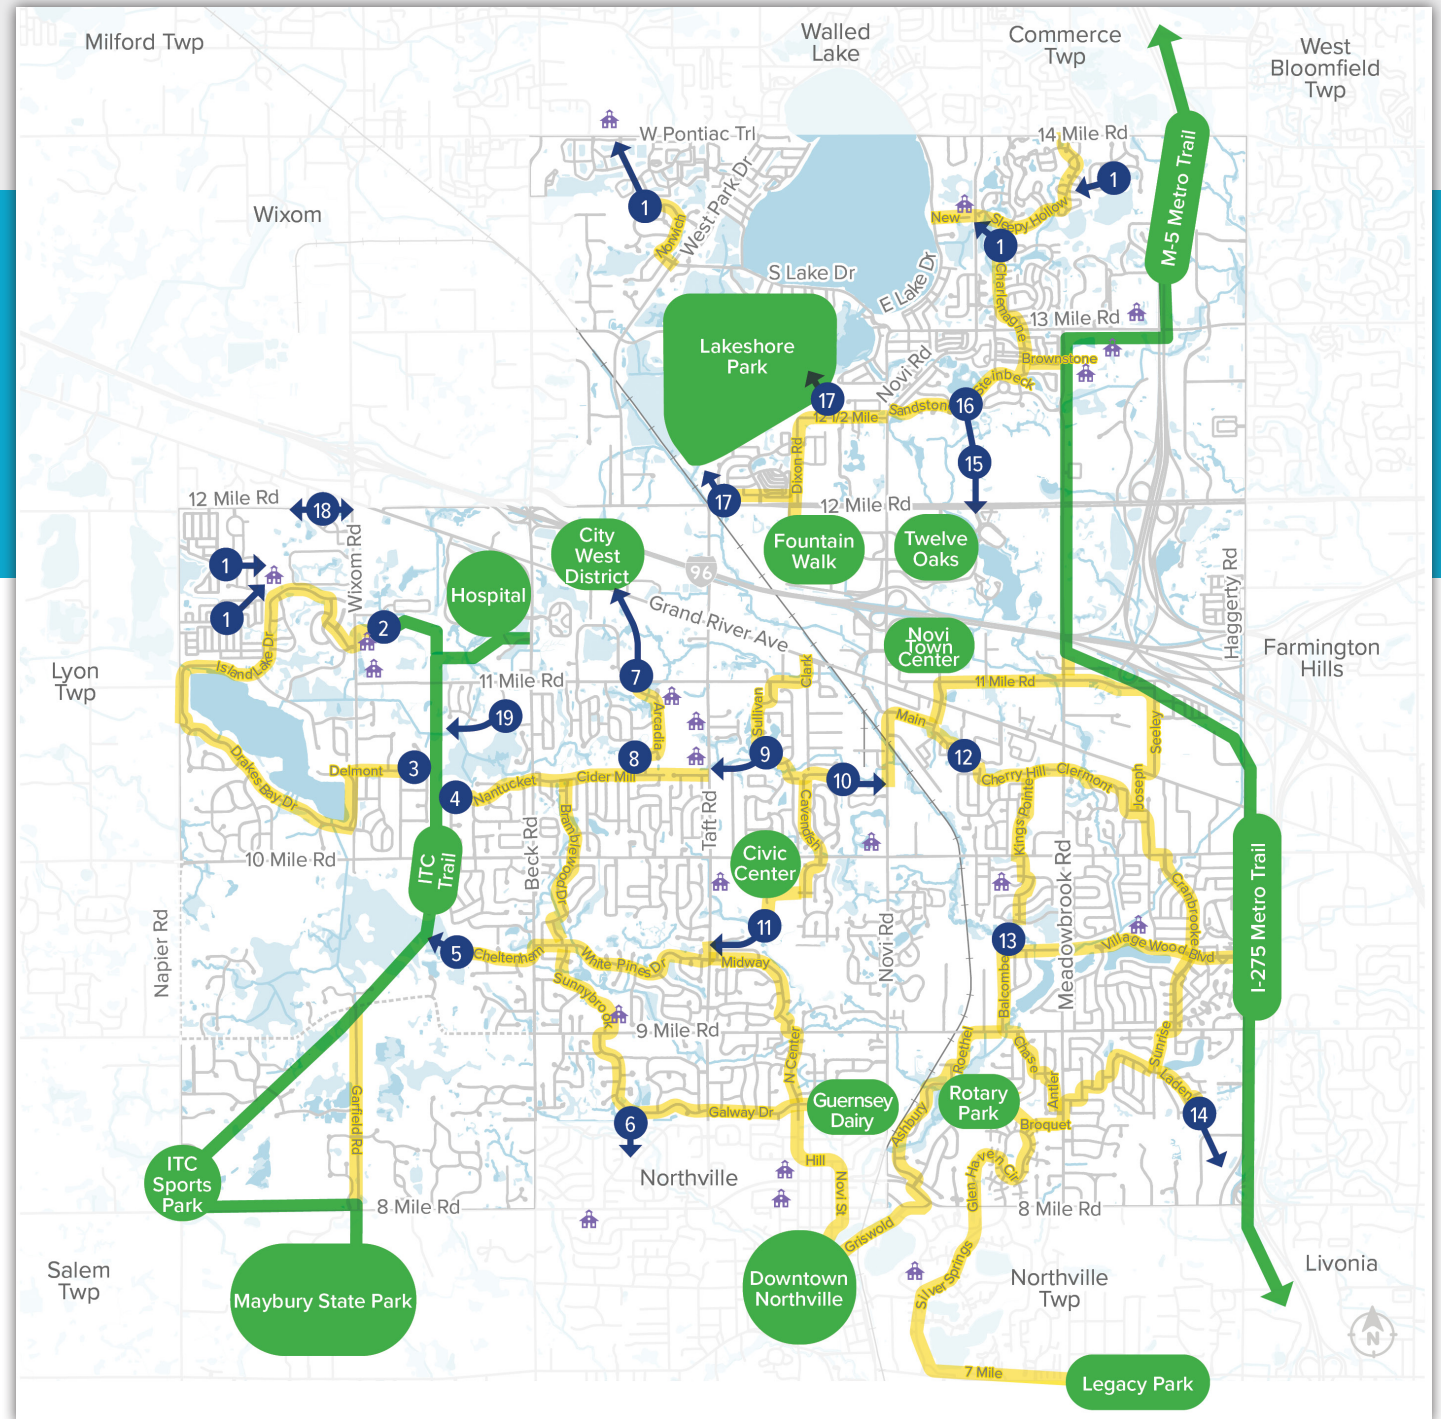 Milford Twp
Walled
Lake
Commerce
Twp
West
Bloomfield
Twp
W Pontiac Trl
14 Mile Rd
M-5 Metro Trail
1
1
Wixom
Norwich
West Park Dr
New
Sleepy Hollow
1
S Lake Dr
E Lake Dr
Charlemagne
13 Mile Rd
Lakeshore
Park
Novi Rd
Brownstone
Steinbeck
17
12 1/2 Mile
Sandston
16
Dixon Rd
15
12 Mile Rd
18
17
12 Mile Rd
Wixom Rd
City
West
District
Fountain
Walk
Twelve
Oaks
Haggerty Rd
1
1
Hospital
96
Grand River Ave
2
Novi
Town
Center
Farmington
Hills
Lyon
Twp
Island Lake Dr
11 Mile Rd
7
Clark
11 Mile Rd
19
Arcadia
Sullivan
Main
Seeley
Drakes Bay Dr
Delmont
3
8
9
12
4
Nantucket
Cider Mill
10
Cherry Hill
Clermont
Joseph
Taft Rd
Cavendish
Kings Pointe
Beck Rd
Bramblewood Dr
10 Mile Rd
ITC
Trail
Civic
Center
Meadowbrook Rd
Cranbrooke
I-275 Metro Trail
Napier Rd
Novi Rd
11
5
Cheltenham
White Pines Dr
Midway
13
Village Wood Blvd
Sunnybrook
Balcombe
9 Mile Rd
N Center
Roethel
Chase
Sunrise
Garfield Rd
Antler
Laden
6
Galway Dr
Guernsey
Dairy
Ashbury
Rotary
Park
Broquet
14
ITC
Sports
Park
Northville
Hill
Novi St
Glen Haven Cir
8 Mile Rd
8 Mile Rd
Griswold
Salem
Twp
Maybury State Park
Downtown
Northville
Silver Springs
Northville
Twp
Livonia
N
7 Mile
Legacy Park